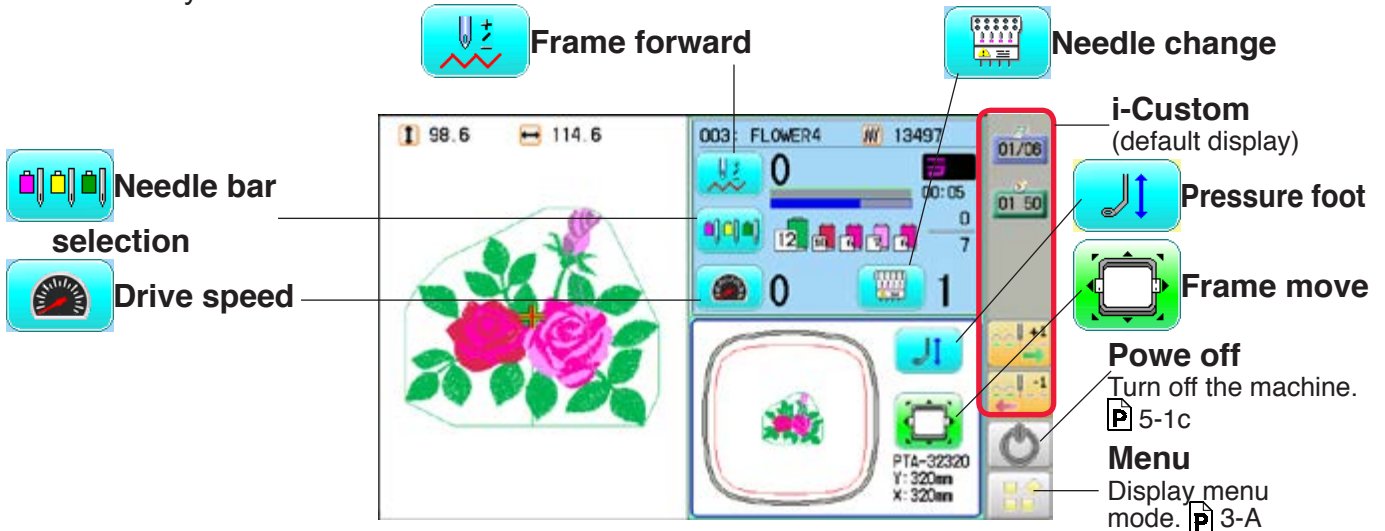 Frame forward
Needle change
i-Custom
(default display)
Needle bar
selection
Pressure foot
Drive speed
Frame move
Powe off
Turn off the machine.
P 5-1c
Menu
Display menu
mode. P 3-A
98.6 114.6
003: FLOWER4 13497
0
00:05
0
12
7
0 1
01/06
01 50
+1
-1
PTA-32320
Y: 320mm
X: 320mm